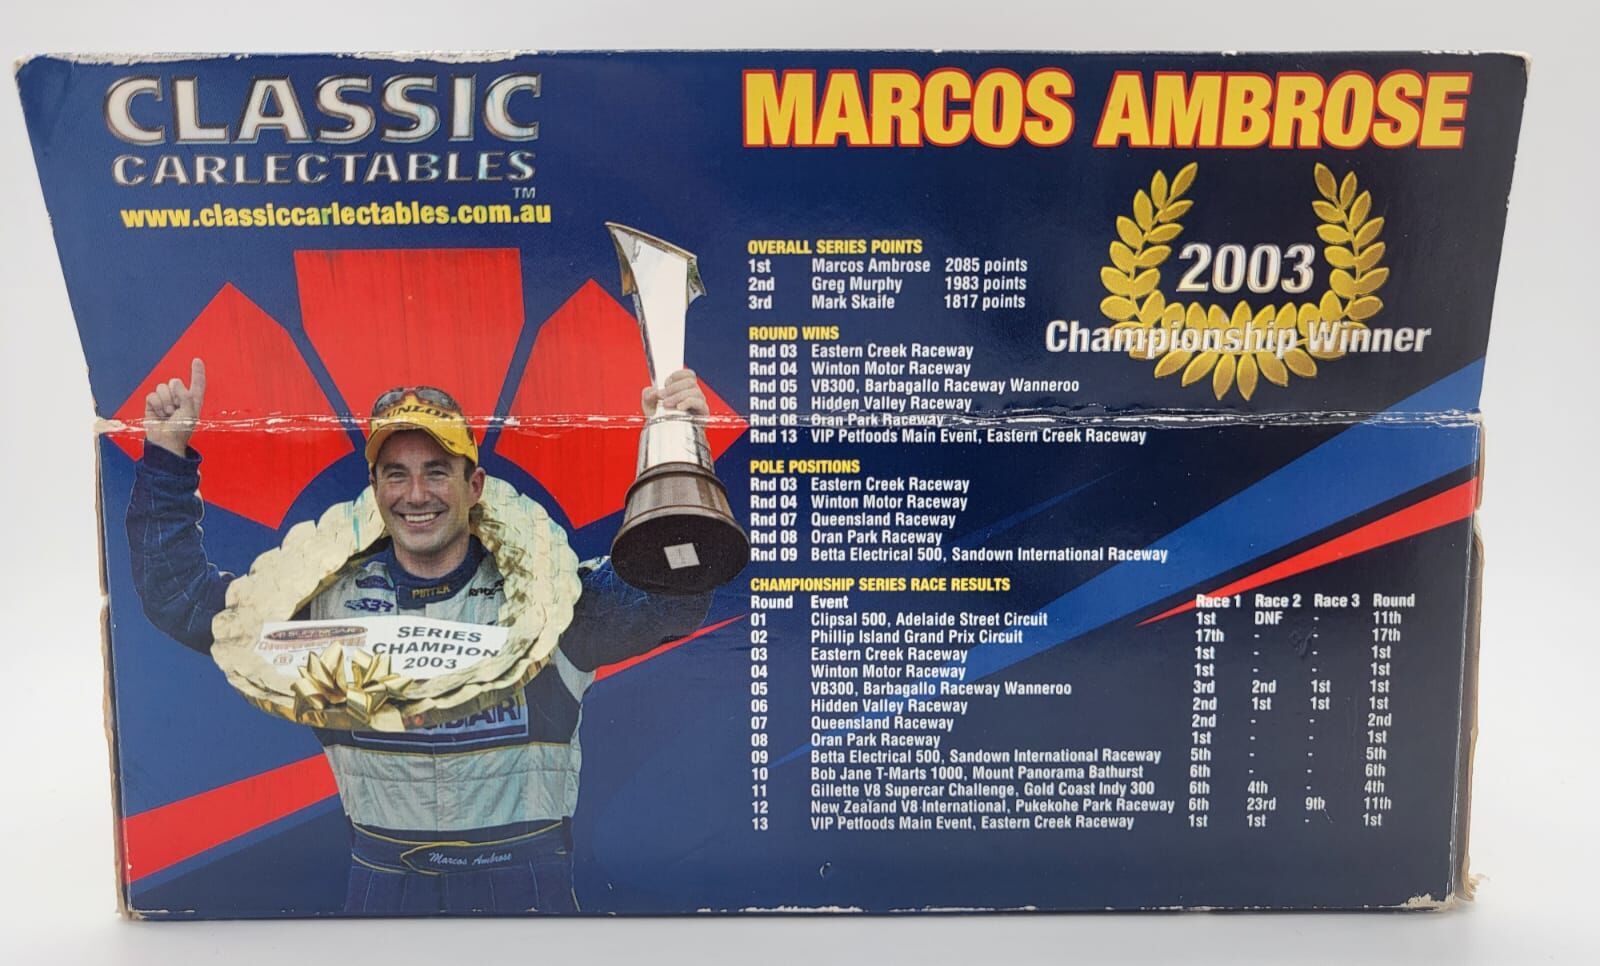 CLASSIC
CARLECTABLES
TM
www.classiccarlectables.com.au
MARCOS AMBROSE
2003
Championship Winner
OVERALL SERIES POINTS
1st Marcos Ambrose 2085 points
2nd Greg Murphy 1983 points
3rd Mark Skaife 1817 points
ROUND WINS
Rnd 03 Eastern Creek Raceway
Rnd 04 Winton Motor Raceway
Rnd 05 VB300, Barbagallo Raceway Wanneroo
Rnd 06 Hidden Valley Raceway
Rnd 08 Oran Park Raceway
Rnd 13 VIP Petfoods Main Event, Eastern Creek Raceway
POLE POSITIONS
Rnd 03 Eastern Creek Raceway
Rnd 04 Winton Motor Raceway
Rnd 07 Queensland Raceway
Rnd 08 Oran Park Raceway
Rnd 09 Betta Electrical 500, Sandown International Raceway
CHAMPIONSHIP SERIES RACE RESULTS
Round Event Race 1 Race 2 Race 3 Round
01 Clipsal 500, Adelaide Street Circuit 1st DNF - 11th
02 Phillip Island Grand Prix Circuit 17th - - 17th
03 Eastern Creek Raceway 1st - - 1st
04 Winton Motor Raceway 1st - - 1st
05 VB300, Barbagallo Raceway Wanneroo 3rd 2nd 1st 1st
06 Hidden Valley Raceway 2nd 1st 1st 1st
07 Queensland Raceway 2nd - - 2nd
08 Oran Park Raceway 1st - - 1st
09 Betta Electrical 500, Sandown International Raceway 5th - - 5th
10 Bob Jane T-Marts 1000, Mount Panorama Bathurst 6th - - 6th
11 Gillette V8 Supercar Challenge, Gold Coast Indy 300 6th 4th - 4th
12 New Zealand V8 International, Pukekohe Park Raceway 6th 23rd 9th 11th
13 VIP Petfoods Main Event, Eastern Creek Raceway 1st 1st - 1st
DUNLOP
PIRTEK
SERIES
CHAMPION
2003
Marcos Ambrose